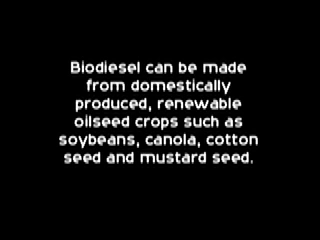 Biodiesel can be made
from domestically
produced, renewable
oilseed crops such as
soybeans, canola, cotton
seed and mustard seed.